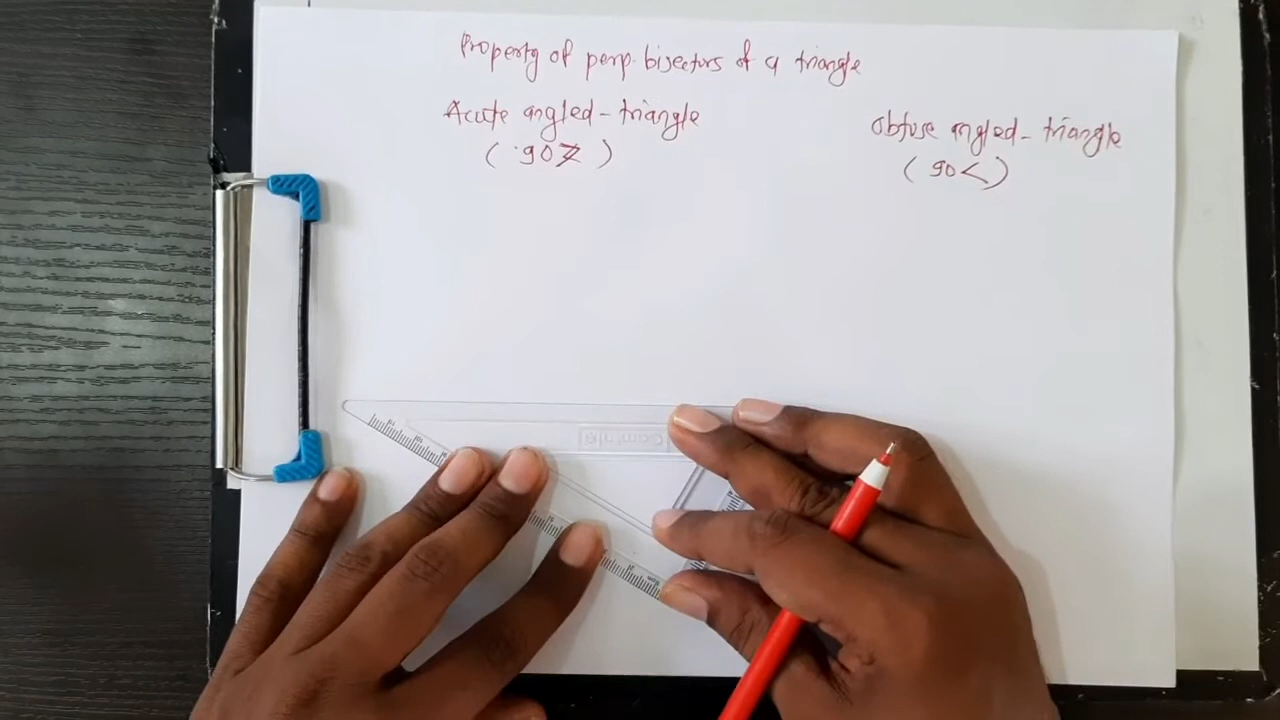 Property of perp. bisectors of a triangle
Acute angled-triangle
Obtuse angled-triangle
(90>)
(90<)